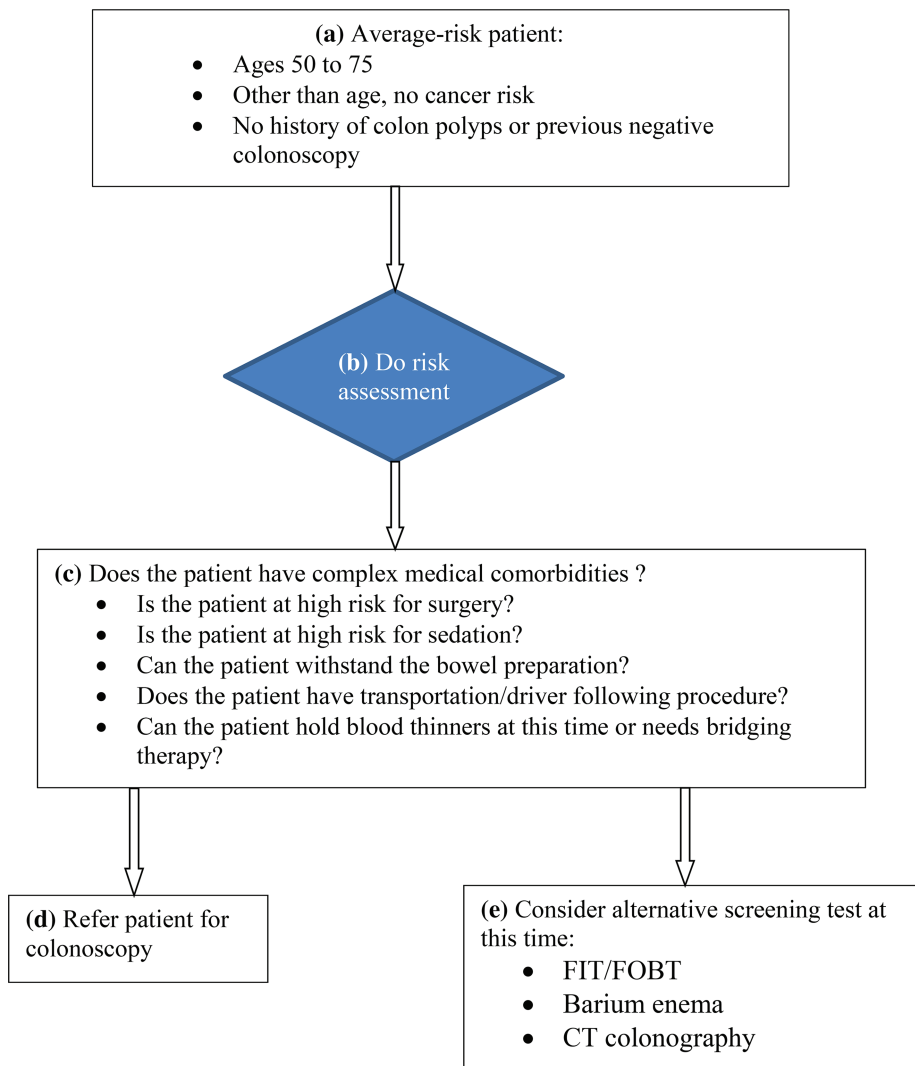 (a) Average-risk patient:
• Ages 50 to 75
• Other than age, no cancer risk
• No history of colon polyps or previous negative
colonoscopy
(b) Do risk
assessment
(c) Does the patient have complex medical comorbidities ?
• Is the patient at high risk for surgery?
• Is the patient at high risk for sedation?
• Can the patient withstand the bowel preparation?
• Does the patient have transportation/driver following procedure?
• Can the patient hold blood thinners at this time or needs bridging
therapy?
(d) Refer patient for
colonoscopy
(e) Consider alternative screening test at
this time:
• FIT/FOBT
• Barium enema
• CT colonography